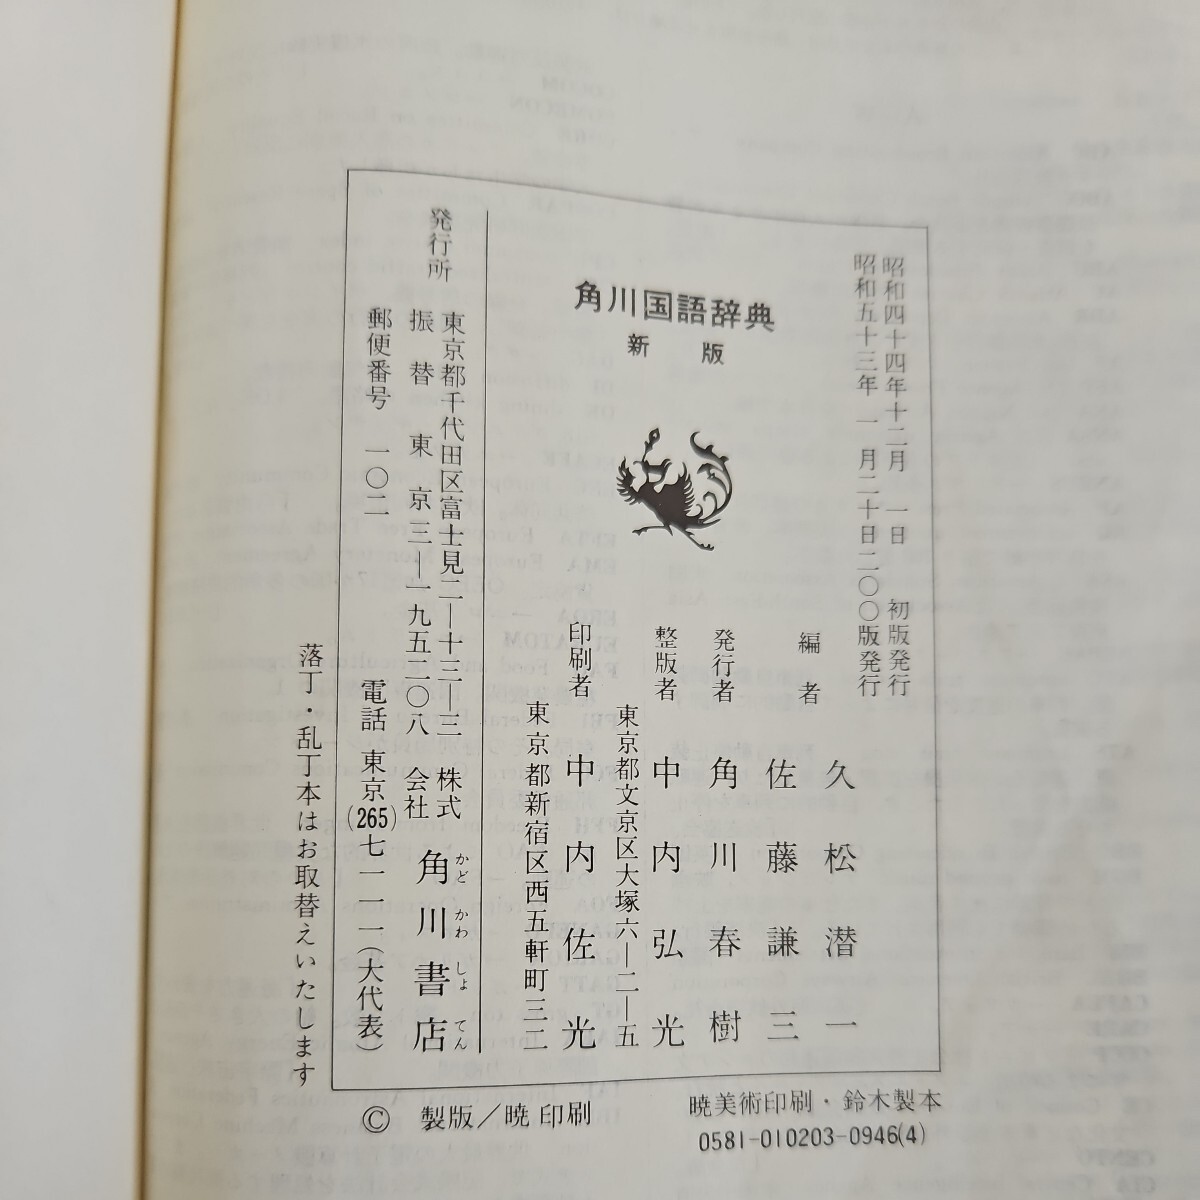 昭和四十四年十二月 一日 初版発行
昭和五十三年 一月二十日二〇〇版発行
角川国語辞典
新 版
編 者 久松潜一
佐藤謙三
発行者 角川春樹
整版者 中内弘光
東京都文京区大塚六―二―五
印刷者 中内佐光
東京都新宿区西五軒町三二
発行所 株式会社 角川書店
かど かわ しょ てん
東京都千代田区富士見二―十三―三
振替 東京三―一九五二〇八
郵便番号 一〇二 電話 東京(265)七一一一(大代表)
落丁・乱丁本はお取替えいたします
© 製版/暁印刷
暁美術印刷・鈴木製本
0581-010203-0946(4)